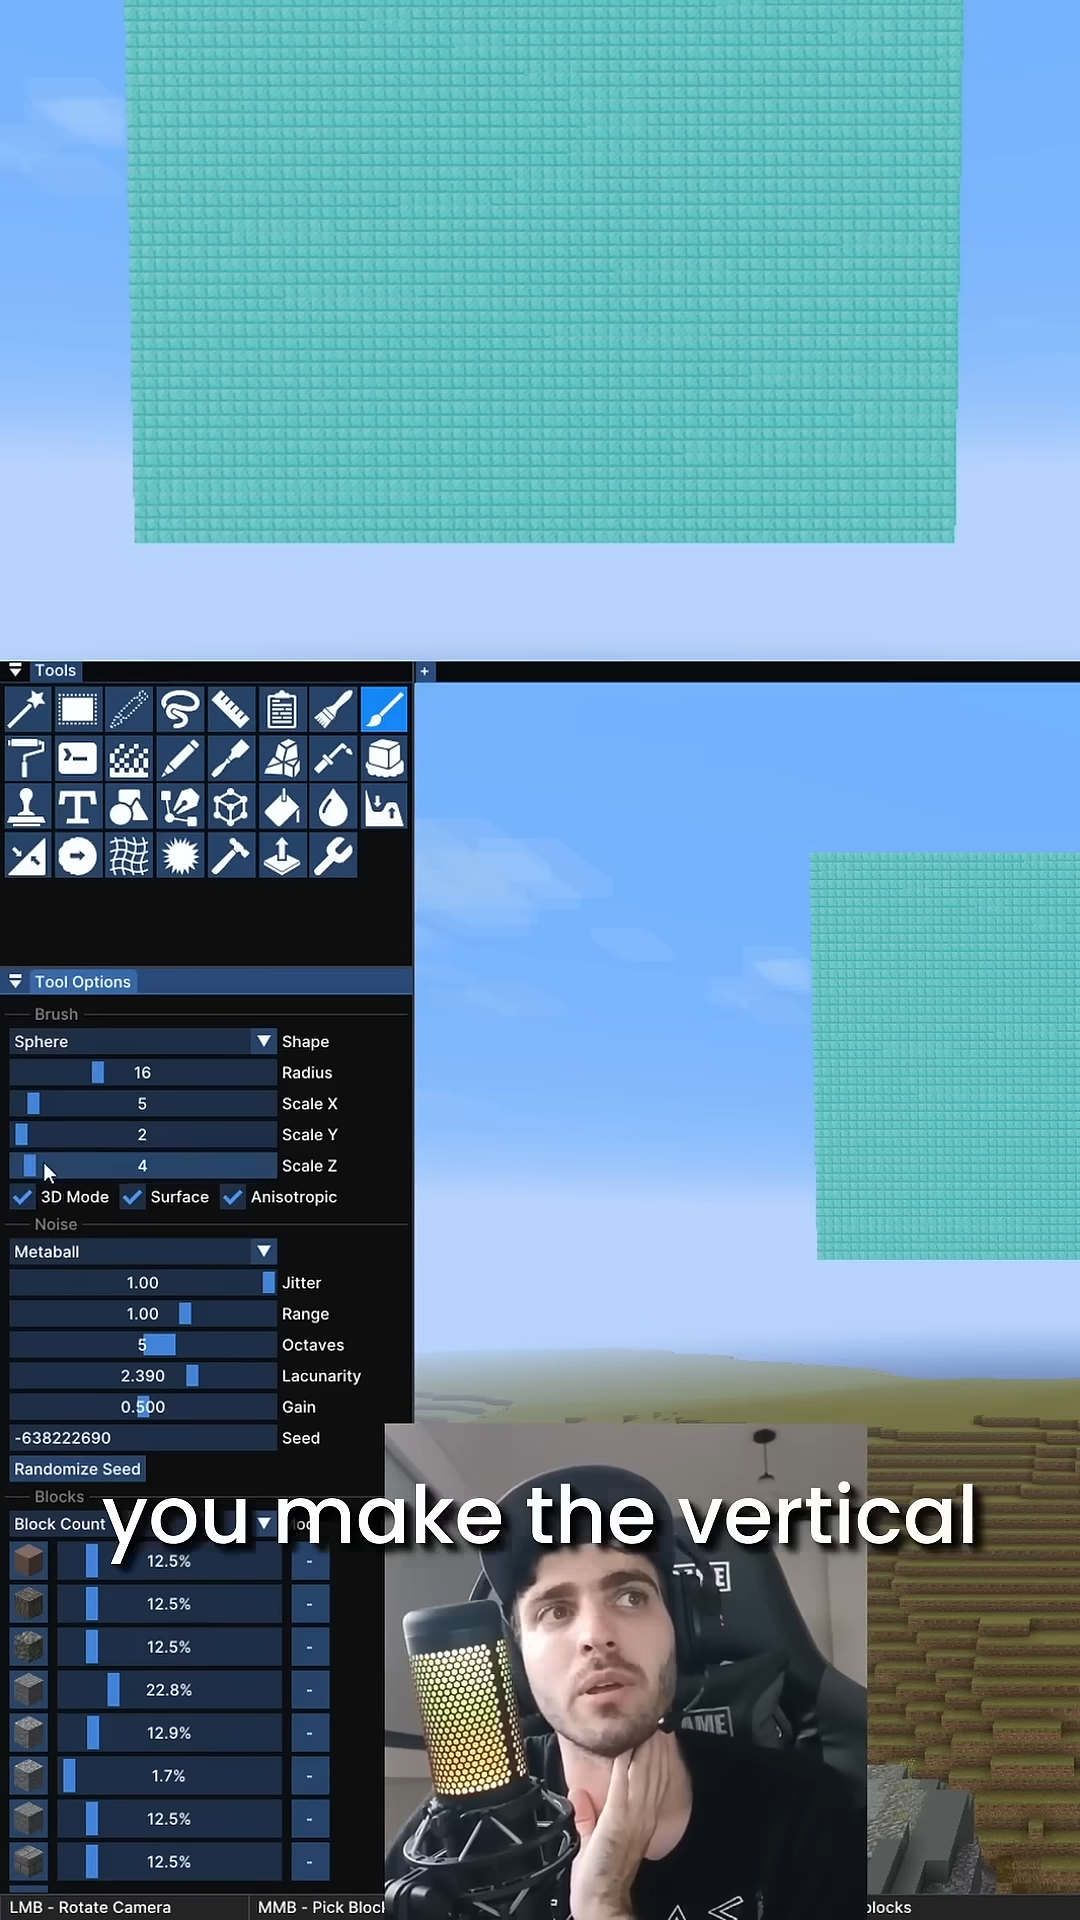 Tools
+
Tool Options
Brush
Sphere Shape
16 Radius
5 Scale X
2 Scale Y
4 Scale Z
3D Mode Surface Anisotropic
Noise
Metaball
1.00 Jitter
1.00 Range
5 Octaves
2.390 Lacunarity
0.500 Gain
-638222690 Seed
Randomize Seed
Blocks
you make the vertical
Block Count
12.5% -
12.5% -
12.5% -
22.8% -
12.9% -
1.7% -
12.5% -
12.5% -
AME
LMB - Rotate Camera MMB - Pick Block